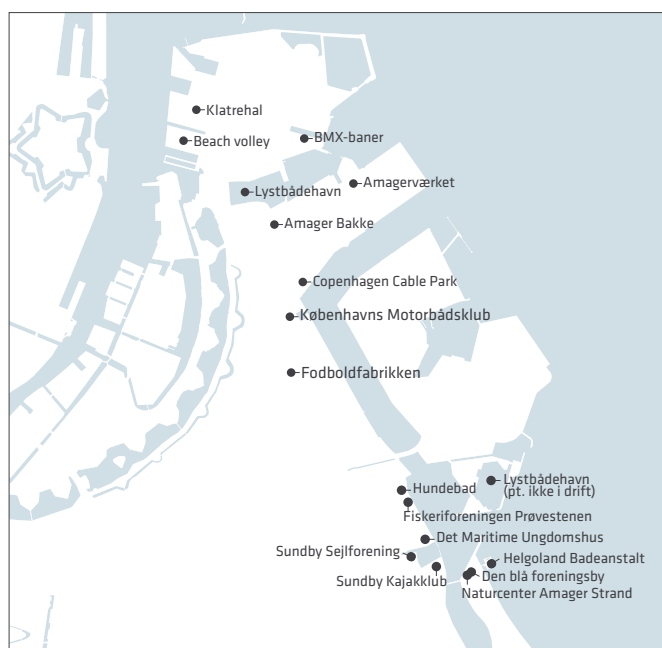 Klatrehal
Beach volley
BMX-baner
Lystbådehavn
Amagerværket
Amager Bakke
Copenhagen Cable Park
Københavns Motorbådsklub
Fodboldfabrikken
Lystbådehavn
(pt. ikke i drift)
Hundebad
Fiskeriforeningen Prøvestenen
Det Maritime Ungdomshus
Sundby Sejlforening
Helgoland Badeanstalt
Sundby Kajakklub
Den blå foreningsby
Naturcenter Amager Strand